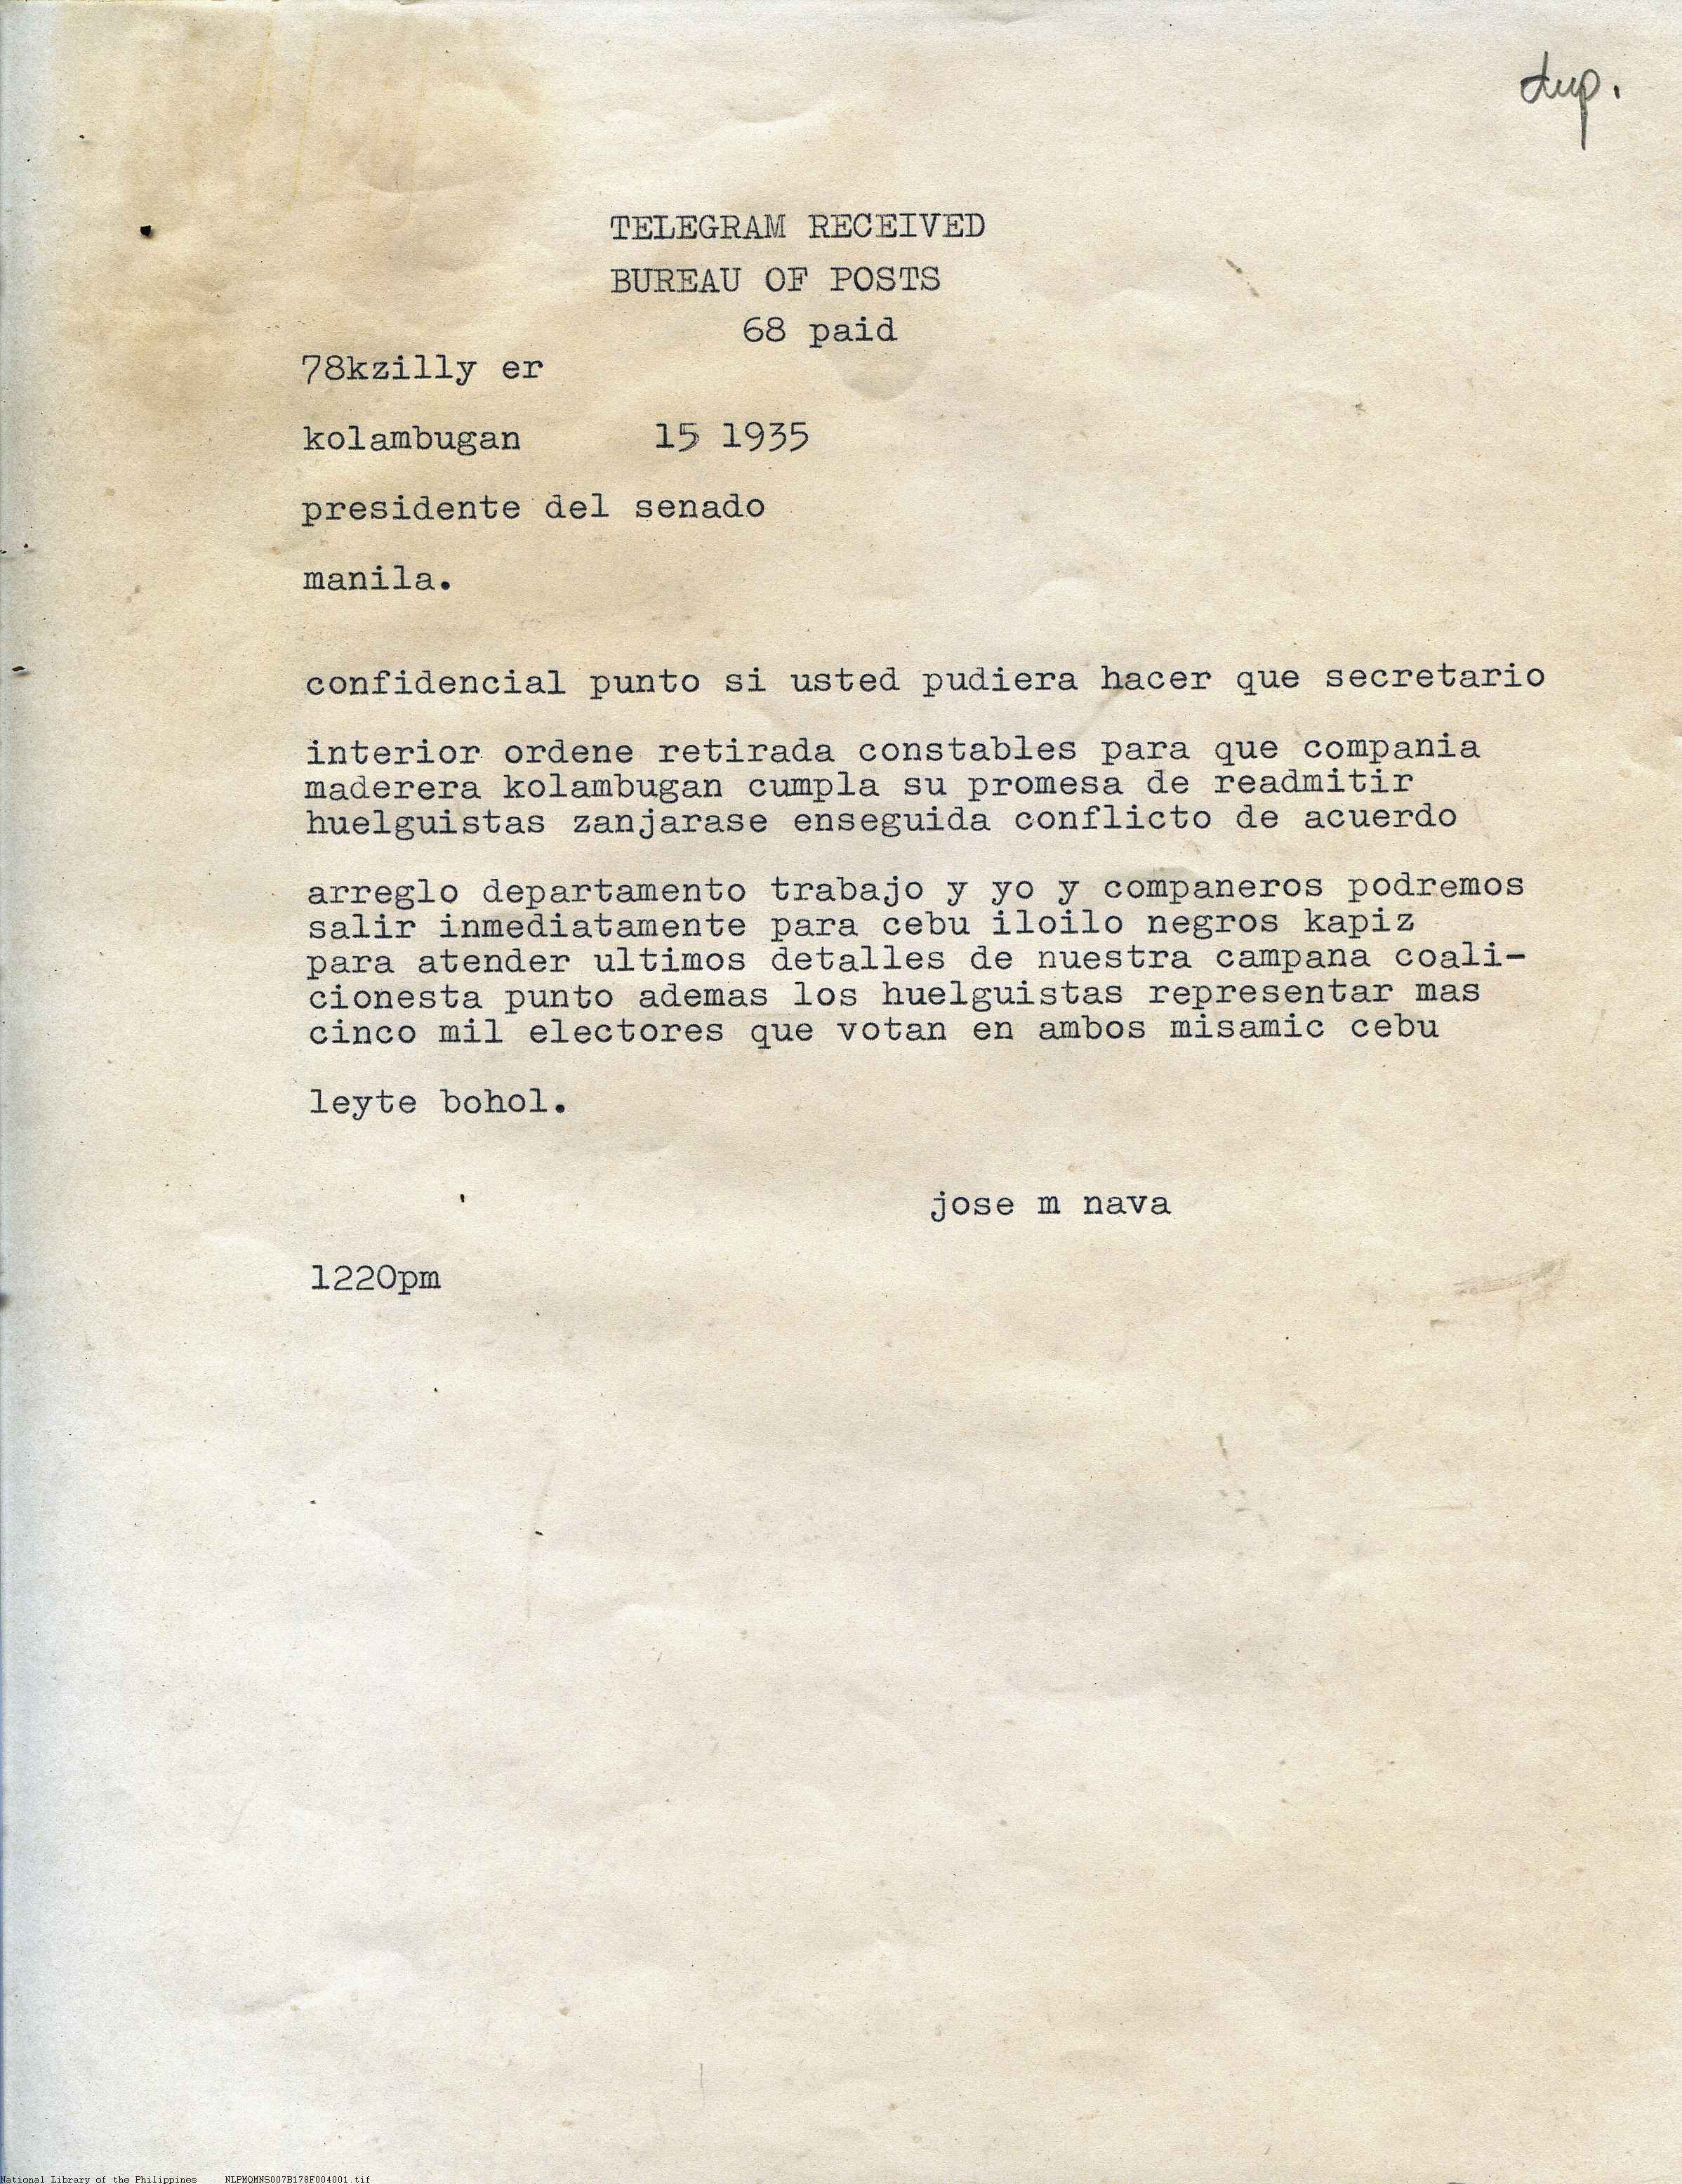 dup.
TELEGRAM RECEIVED
BUREAU OF POSTS
68 paid
78kzilly er
kolambugan 15 1935
presidente del senado
manila.
confidencial punto si usted pudiera hacer que secretario
interior ordene retirada constables para que compania
maderera kolambugan cumpla su promesa de readmitir
huelguistas zanjarase enseguida conflicto de acuerdo
arreglo departamento trabajo y yo y companeros podremos
salir inmediatamente para cebu iloilo negros kapiz
para atender ultimos detalles de nuestra campana coali-
cionesta punto ademas los huelguistas representar mas
cinco mil electores que votan en ambos misamic cebu
leyte bohol.
jose m nava
1220pm
National Library of the Philippines NLPMQMNS007B178F004001.tif